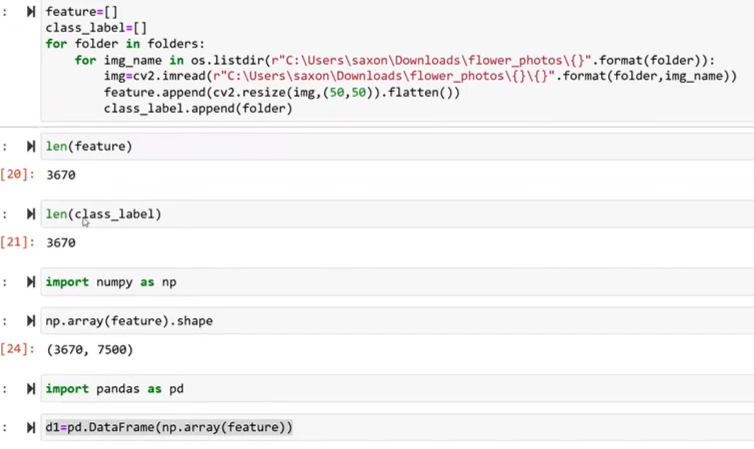 : feature=[]
class_label=[]
for folder in folders:
    for img_name in os.listdir(r"C:\Users\saxon\Downloads\flower_photos\{}".format(folder)):
        img=cv2.imread(r"C:\Users\saxon\Downloads\flower_photos\{}\{}".format(folder,img_name))
        feature.append(cv2.resize(img,(50,50)).flatten())
        class_label.append(folder)
: len(feature)
[20]: 3670
: len(class_label)
[21]: 3670
: import numpy as np
: np.array(feature).shape
[24]: (3670, 7500)
: import pandas as pd
: d1=pd.DataFrame(np.array(feature))